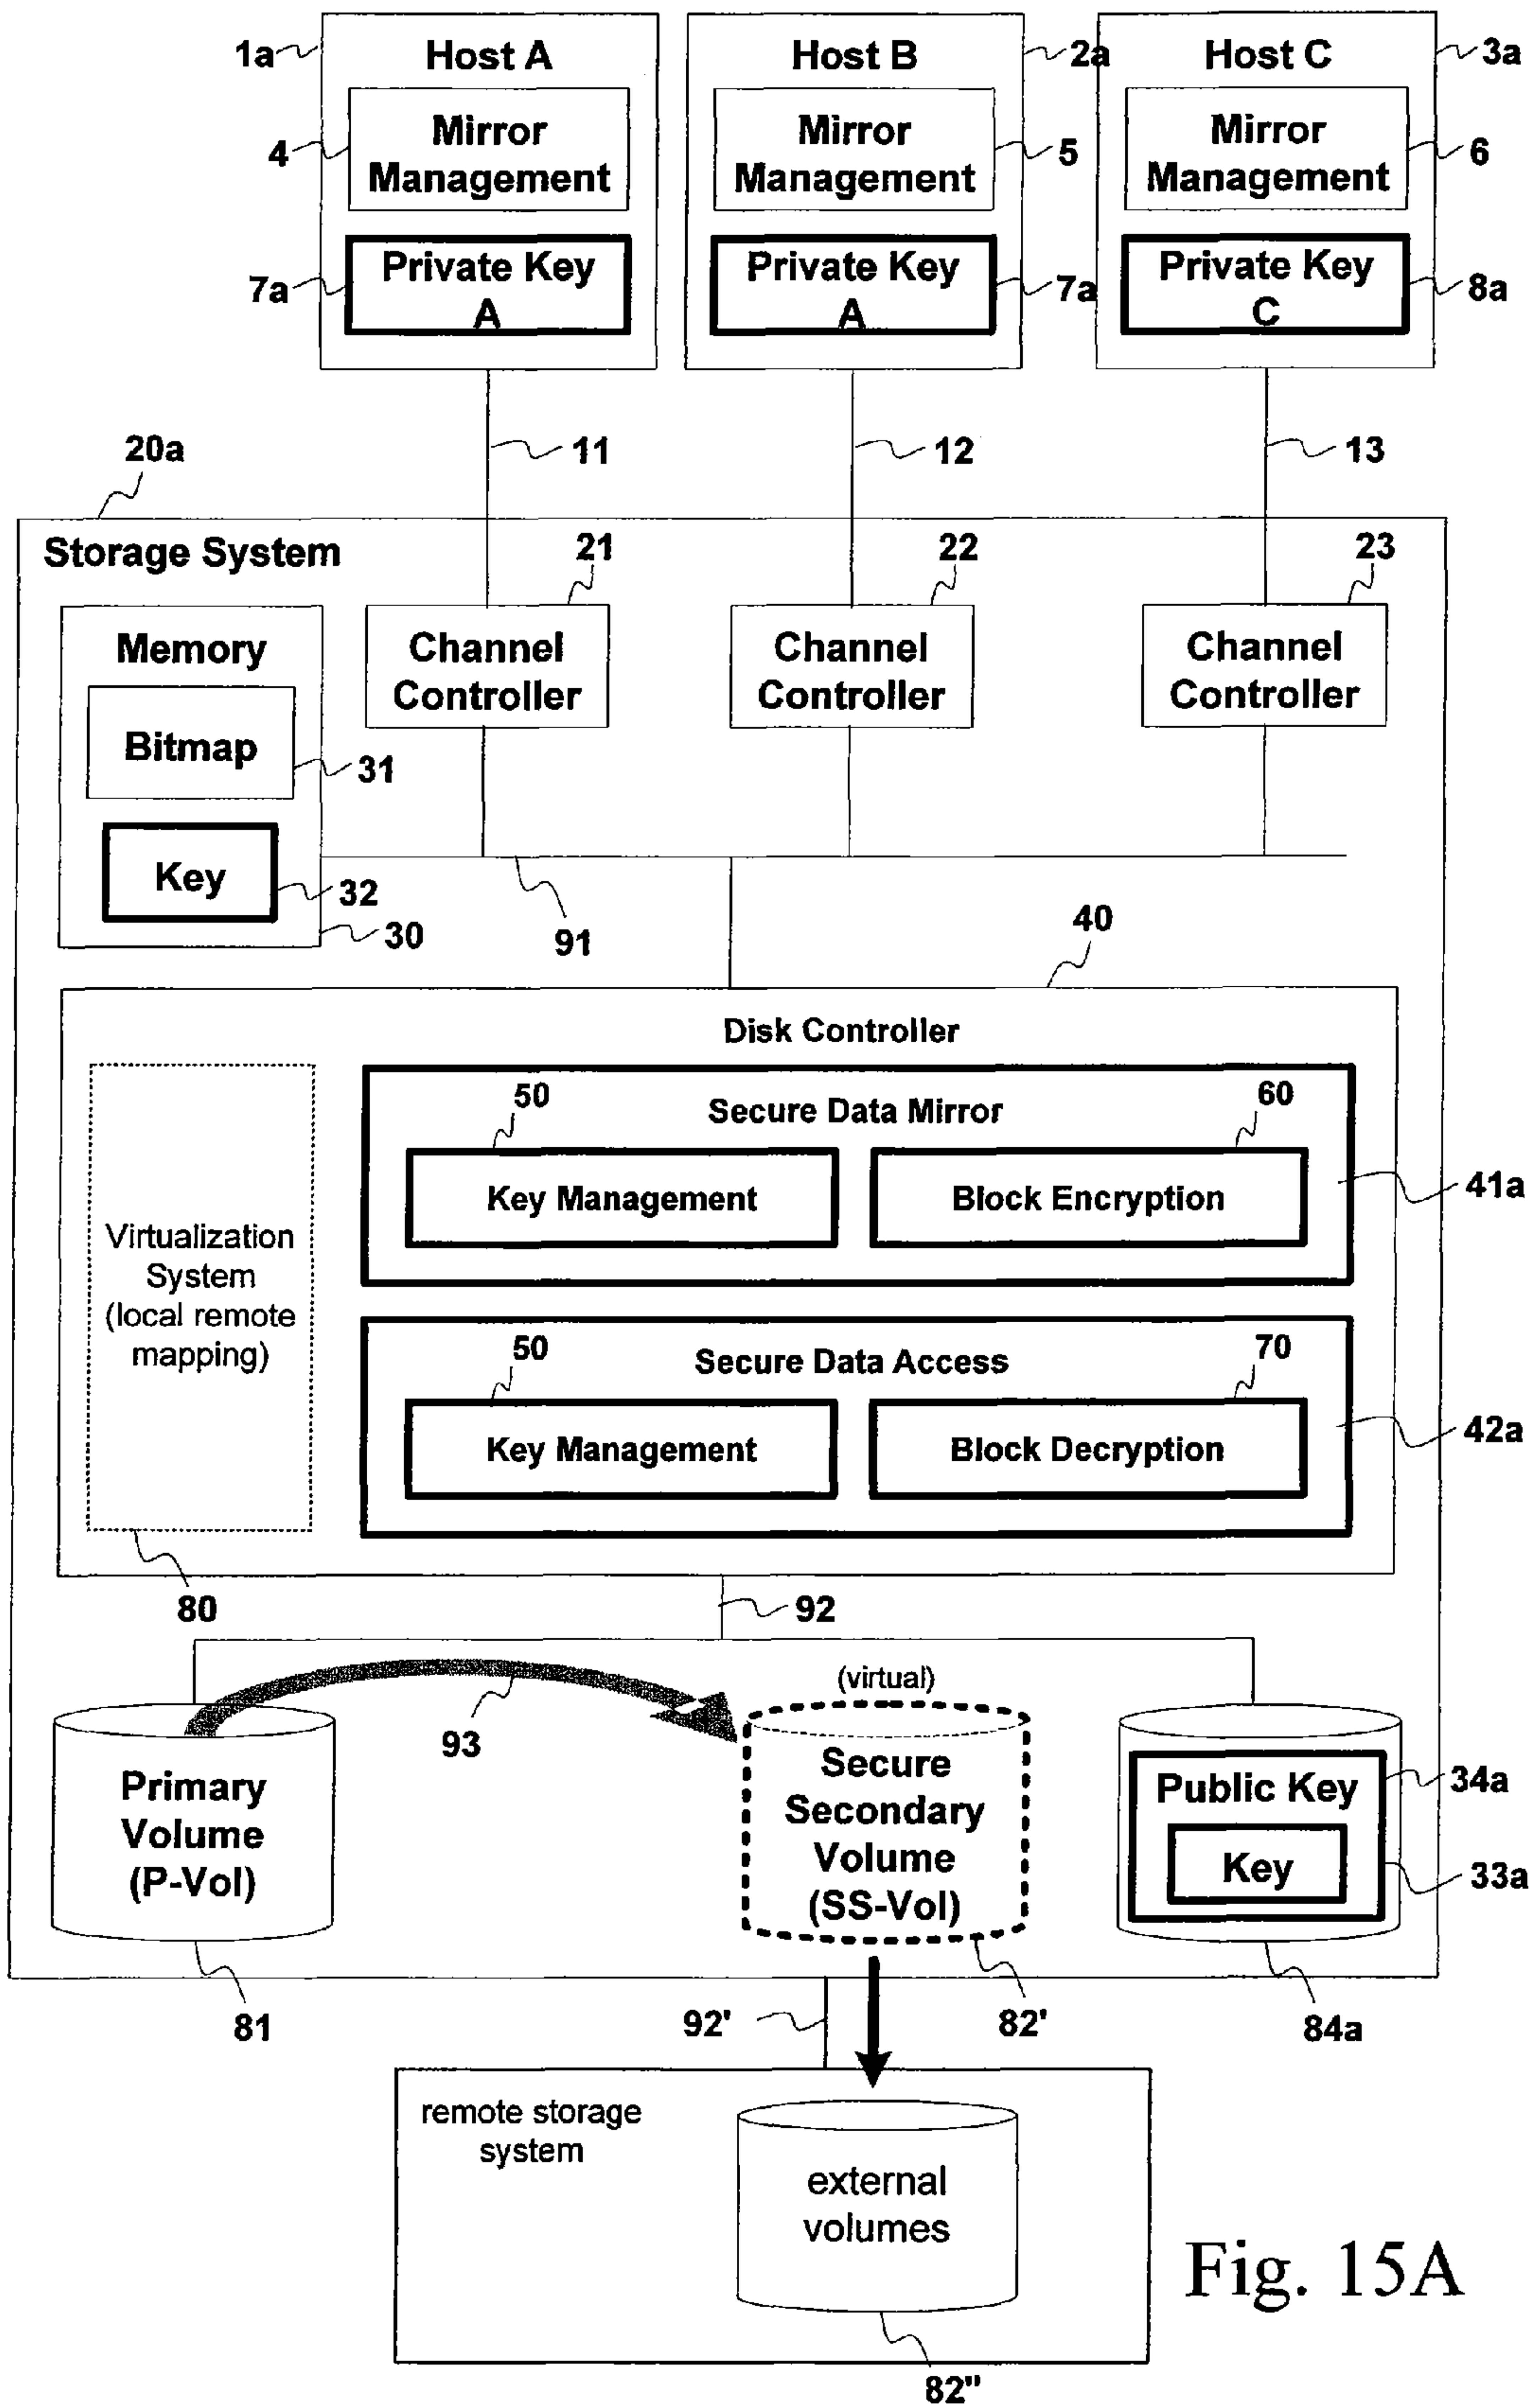 1a
Host A
Host B
2a
Host C
3a
4
Mirror
Management
Mirror
Management
5
Mirror
Management
6
7a
Private Key
A
Private Key
A
7a
Private Key
C
8a
20a
11
12
13
Storage System
21
22
23
Memory
Channel
Controller
Channel
Controller
Channel
Controller
Bitmap
31
Key
32
30
91
40
Disk Controller
50
Secure Data Mirror
60
Key Management
Block Encryption
41a
Virtualization
System
(local remote
mapping)
50
Secure Data Access
70
Key Management
Block Decryption
42a
80
92
(virtual)
93
Primary
Volume
(P-Vol)
Secure
Secondary
Volume
(SS-Vol)
Public Key
34a
Key
33a
81
92'
82'
84a
remote storage
system
external
volumes
82"
Fig. 15A